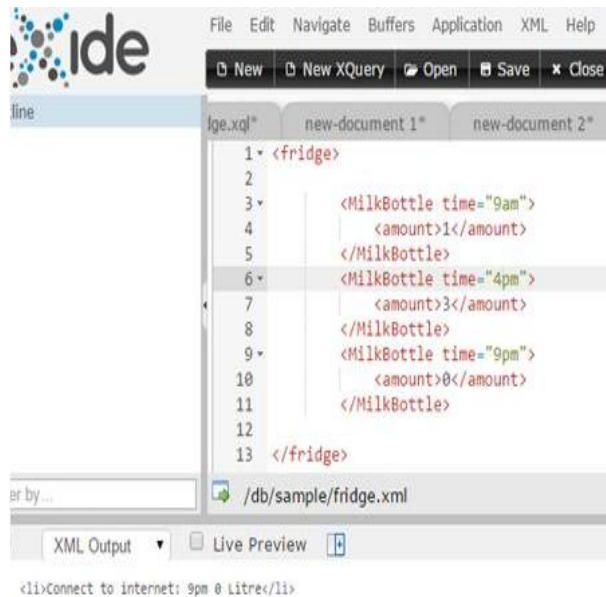 ide
File Edit Navigate Buffers Application XML Help
New New XQuery Open Save Close
line
dge.xql* new-document 1* new-document 2*
1 <fridge>
2
3 <MilkBottle time="9am">
4 <amount>1</amount>
5 </MilkBottle>
6 <MilkBottle time="4pm">
7 <amount>3</amount>
8 </MilkBottle>
9 <MilkBottle time="9pm">
10 <amount>0</amount>
11 </MilkBottle>
12
13 </fridge>
er by...
/db/sample/fridge.xml
XML Output Live Preview
<li>Connect to internet: 9pm 0 Litre</li>